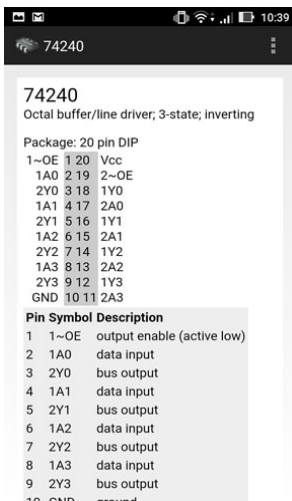 10:39
74240
74240
Octal buffer/line driver; 3-state; inverting
Package: 20 pin DIP
1~OE 1 20 Vcc
1A0 2 19 2~OE
2Y0 3 18 1Y0
1A1 4 17 2A0
2Y1 5 16 1Y1
1A2 6 15 2A1
2Y2 7 14 1Y2
1A3 8 13 2A2
2Y3 9 12 1Y3
GND 10 11 2A3
Pin Symbol Description
1 1~OE output enable (active low)
2 1A0 data input
3 2Y0 bus output
4 1A1 data input
5 2Y1 bus output
6 1A2 data input
7 2Y2 bus output
8 1A3 data input
9 2Y3 bus output
10 GND ground